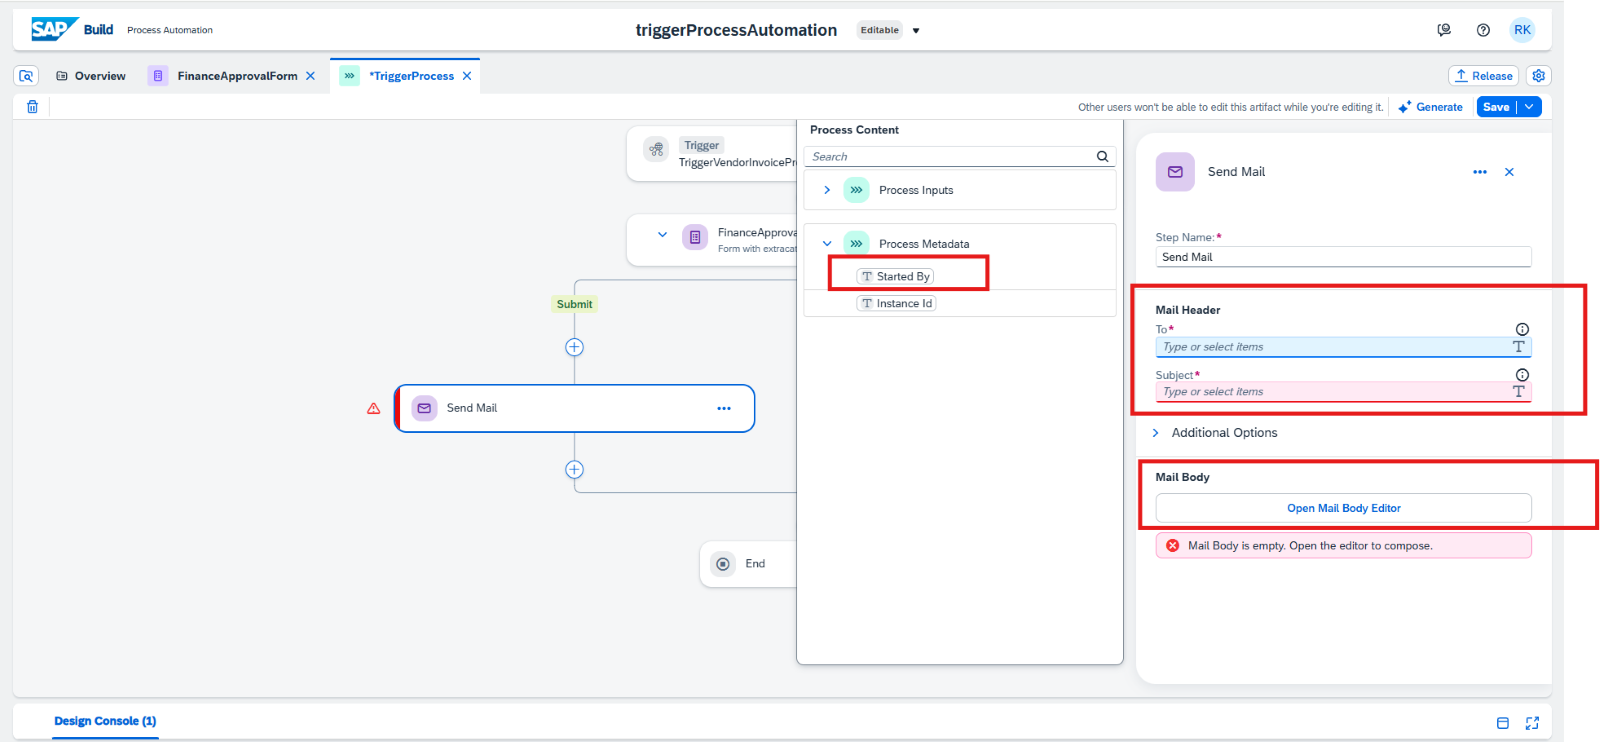 SAP Build Process Automation
triggerProcessAutomation Editable
RK
Overview
FinanceApprovalForm
*TriggerProcess
Release
Other users won't be able to edit this artifact while you're editing it.
Generate
Save
Trigger
TriggerVendorInvoicePr
FinanceApprova
Form with extracat
Submit
Send Mail
End
Process Content
Search
Process Inputs
Process Metadata
T Started By
T Instance Id
Send Mail
Step Name:*
Send Mail
Mail Header
To*
Type or select items T
Subject*
Type or select items T
Additional Options
Mail Body
Open Mail Body Editor
Mail Body is empty. Open the editor to compose.
Design Console (1)